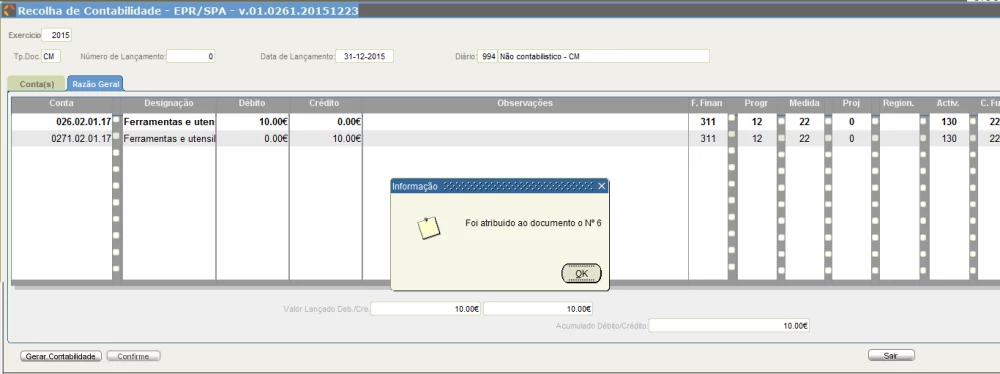 Recolha de Contabilidade - EPR/SPA - v.01.0261.20151223
Exercício 2015
Tp.Doc. CM Número de Lançamento: 0 Data de Lançamento: 31-12-2015 Diário: 994 Não contabilistico - CM
Conta(s) Razão Geral
Conta Designação Débito Crédito Observações F. Finan Progr Medida Proj Region. Activ. C. Fu
026.02.01.17 Ferramentas e uten 10.00€ 0.00€ 311 12 22 0 130 22
0271.02.01.17 Ferramentas e utensil 0.00€ 10.00€ 311 12 22 0 130 22
Informação
Foi atribuido ao documento o Nº 6
OK
Valor Lançado Deb./Cre. 10.00€ 10.00€
Acumulado Débito/Crédito: 10.00€
Gerar Contabilidade Confirme Sair